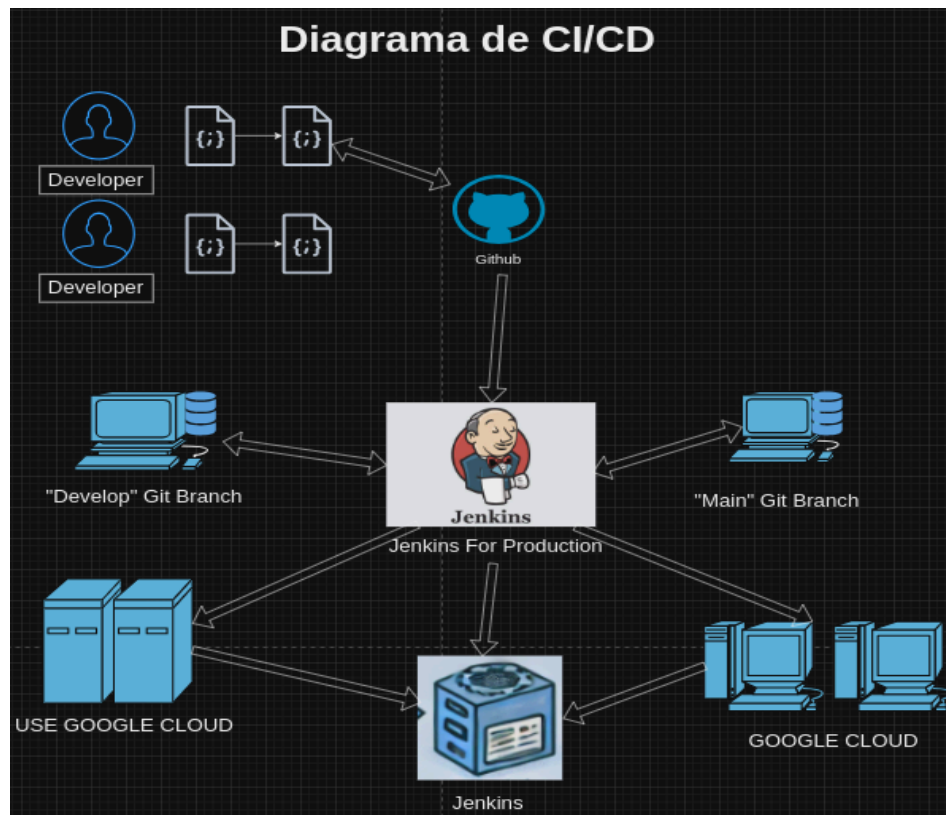 Diagrama de CI/CD
{;}
{;}
Developer
{;}
{;}
Developer
Github
"Develop" Git Branch
Jenkins
"Main" Git Branch
Jenkins For Production
USE GOOGLE CLOUD
GOOGLE CLOUD
Jenkins